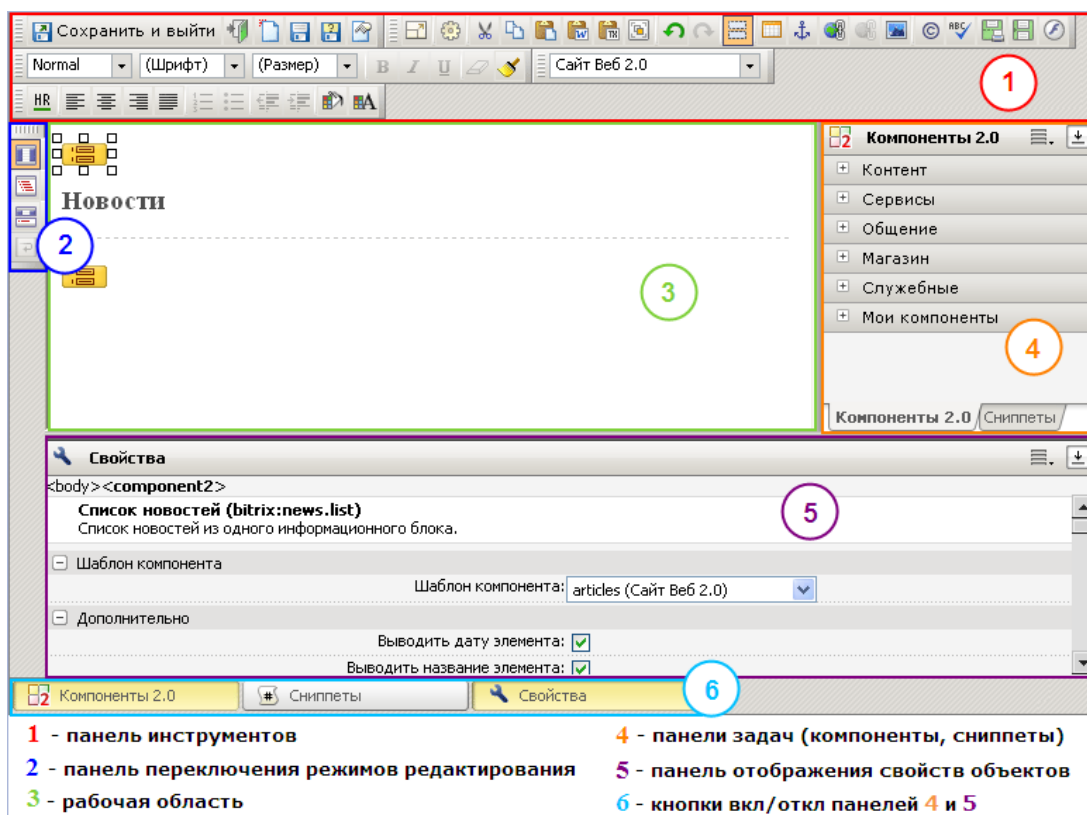 Сохранить и выйти
ABC
Normal (Шрифт) (Размер) B I U Сайт Веб 2.0
HR A
1
2 Компоненты 2.0
Контент
Новости
Сервисы
2
Общение
Магазин
3
Служебные
Мои компоненты
4
Компоненты 2.0 Сниппеты
Свойства
<body><component2>
Список новостей (bitrix:news.list)
5
Список новостей из одного информационного блока.
Шаблон компонента
Шаблон компонента: articles (Сайт Веб 2.0)
Дополнительно
Выводить дату элемента:
Выводить название элемента:
6
2 Компоненты 2.0 # Сниппеты Свойства
1 - панель инструментов
2 - панель переключения режимов редактирования
3 - рабочая область
4 - панели задач (компоненты, сниппеты)
5 - панель отображения свойств объектов
6 - кнопки вкл/откл панелей 4 и 5